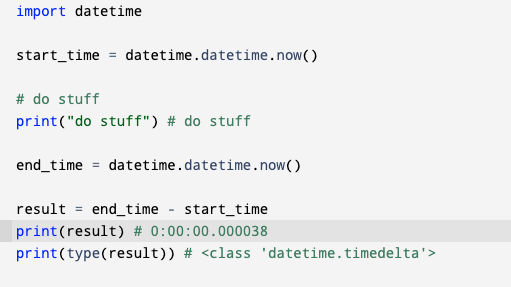 import datetime
start_time = datetime.datetime.now()
# do stuff
print("do stuff") # do stuff
end_time = datetime.datetime.now()
result = end_time - start_time
print(result) # 0:00:00.000038
print(type(result)) # <class 'datetime.timedelta'>